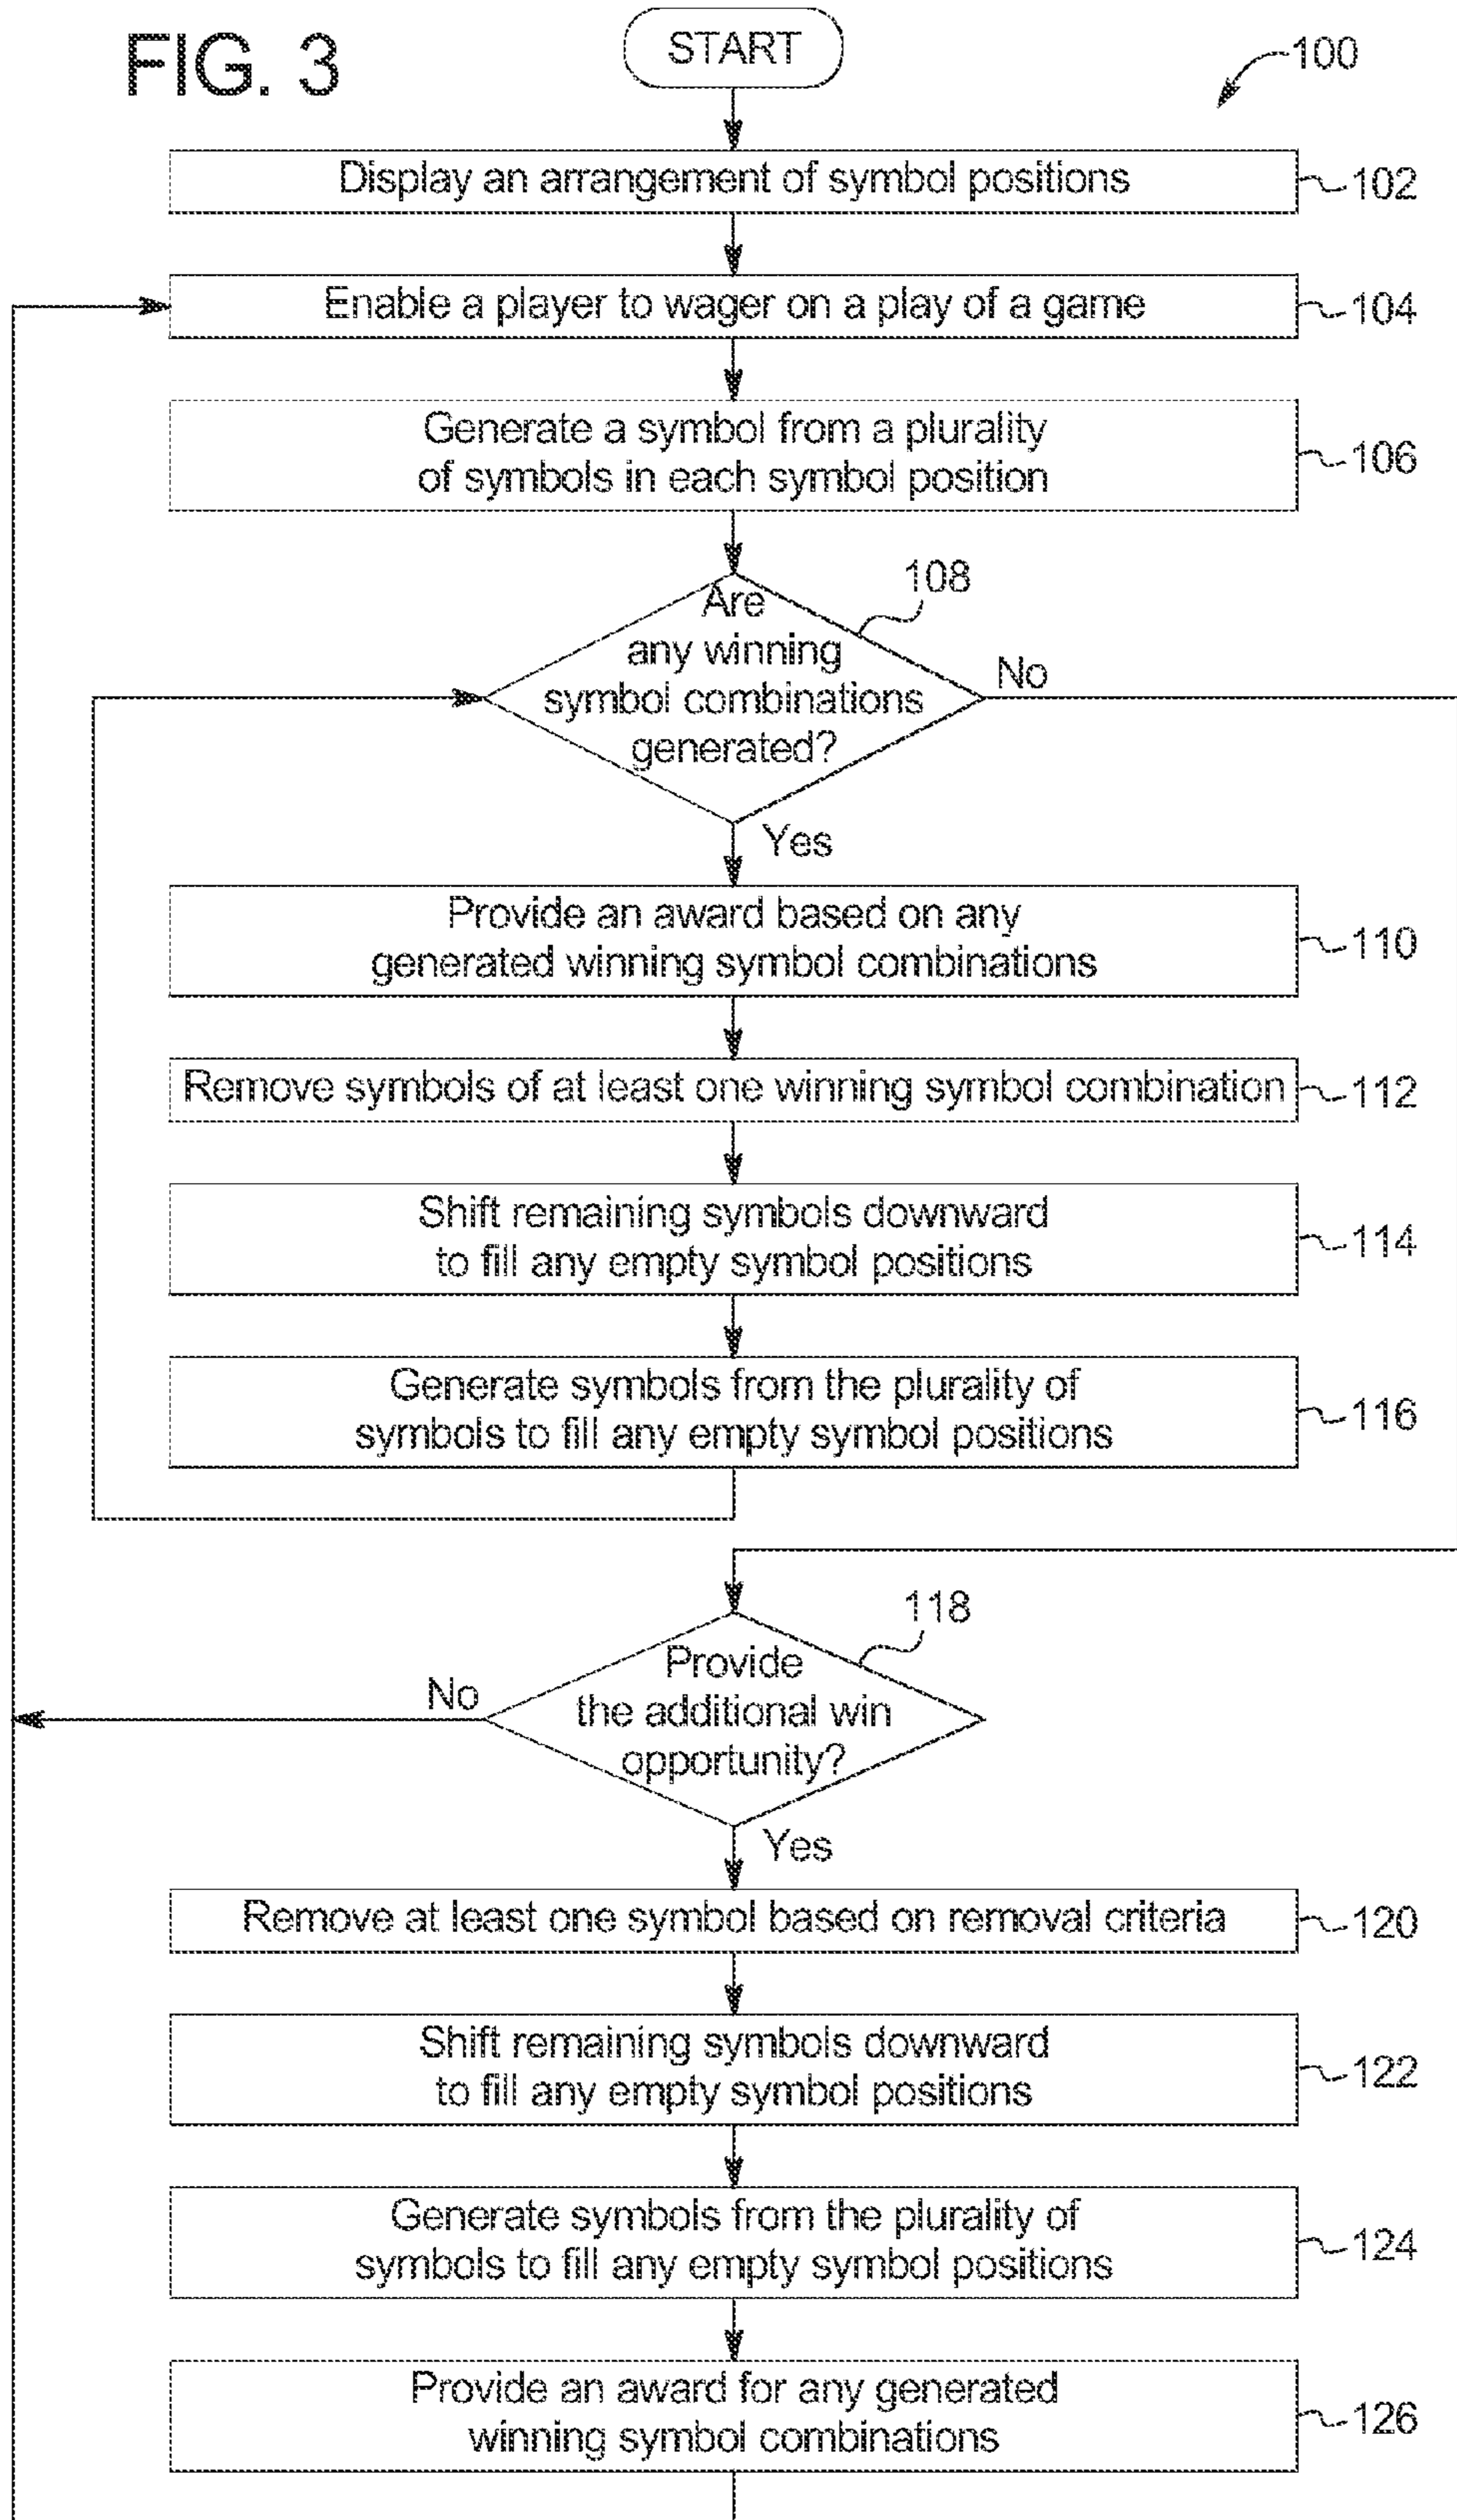 FIG. 3
START
100
Display an arrangement of symbol positions
102
Enable a player to wager on a play of a game
104
Generate a symbol from a plurality
of symbols in each symbol position
106
108
Are
any winning
symbol combinations
generated?
No
Yes
Provide an award based on any
generated winning symbol combinations
110
Remove symbols of at least one winning symbol combination
112
Shift remaining symbols downward
to fill any empty symbol positions
114
Generate symbols from the plurality of
symbols to fill any empty symbol positions
116
118
Provide
the additional win
opportunity?
No
Yes
Remove at least one symbol based on removal criteria
120
Shift remaining symbols downward
to fill any empty symbol positions
122
Generate symbols from the plurality of
symbols to fill any empty symbol positions
124
Provide an award for any generated
winning symbol combinations
126